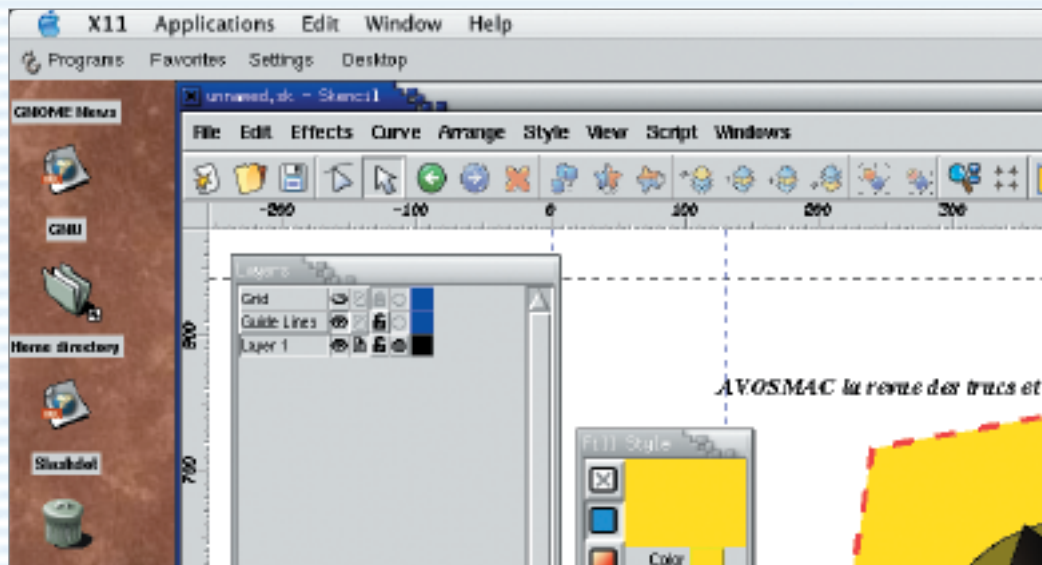 X11 Applications Edit Window Help
Programs Favorites Settings Desktop
GNOME News
GNU
Home directory
Slashdot
unnamed.sk - Skencil
File Edit Effects Curve Arrange Style View Script Windows
-200 -100 0 100 200 300
800
700
Layers
Grid
Guide Lines
Layer 1
AVOSMAC la revue des trucs et
Fill Style
Color